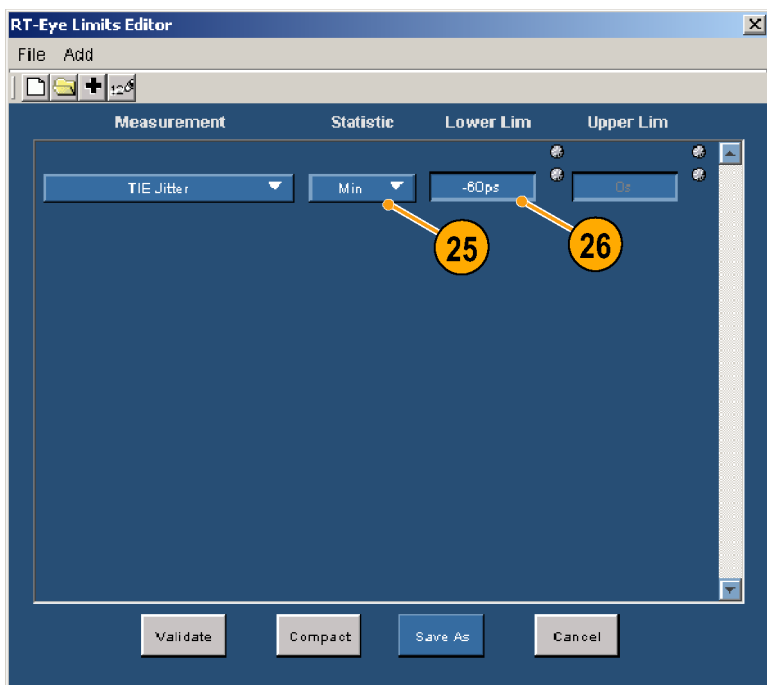 RT-Eye Limits Editor
File Add
Measurement Statistic Lower Lim Upper Lim
TIE Jitter Min -60ps 0s
25 26
Validate Compact Save As Cancel